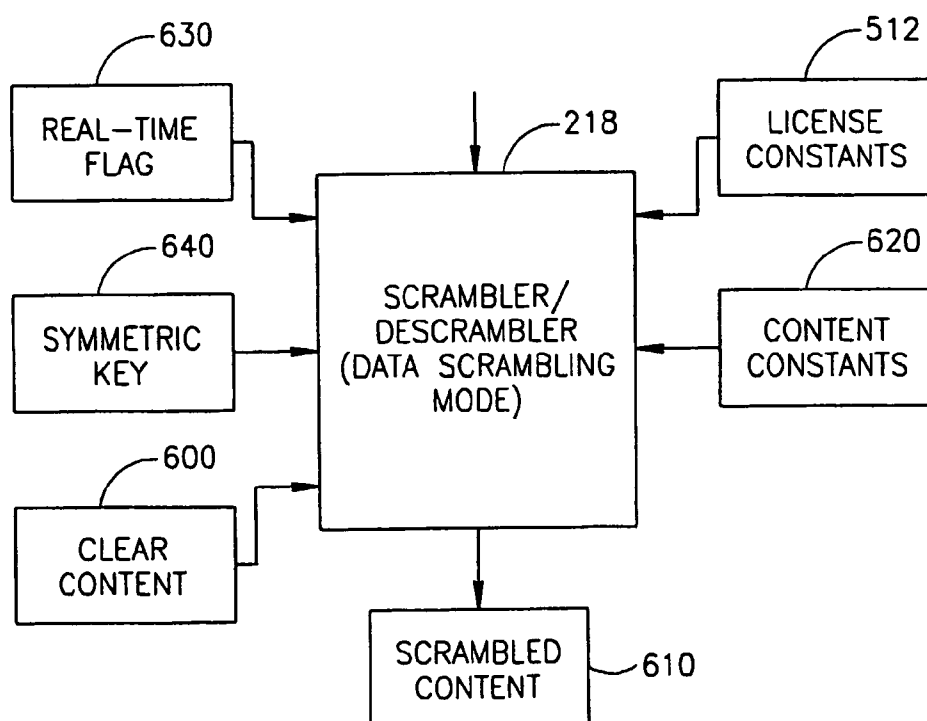 630
REAL-TIME
FLAG
512
LICENSE
CONSTANTS
218
640
SYMMETRIC
KEY
SCRAMBLER/
DESCRAMBLER
(DATA SCRAMBLING
MODE)
620
CONTENT
CONSTANTS
600
CLEAR
CONTENT
SCRAMBLED
CONTENT
610